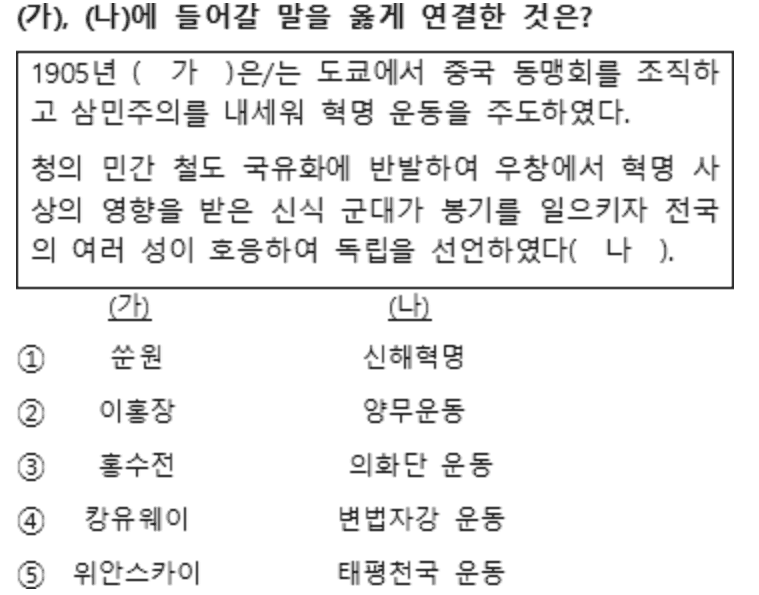 (가), (나)에 들어갈 말을 옳게 연결한 것은?
1905년 ( 가 )은/는 도쿄에서 중국 동맹회를 조직하
고 삼민주의를 내세워 혁명 운동을 주도하였다.
청의 민간 철도 국유화에 반발하여 우창에서 혁명 사
상의 영향을 받은 신식 군대가 봉기를 일으키자 전국
의 여러 성이 호응하여 독립을 선언하였다( 나 ).
(가) (나)
① 쑨원 신해혁명
② 이홍장 양무운동
③ 홍수전 의화단 운동
④ 캉유웨이 변법자강 운동
⑤ 위안스카이 태평천국 운동